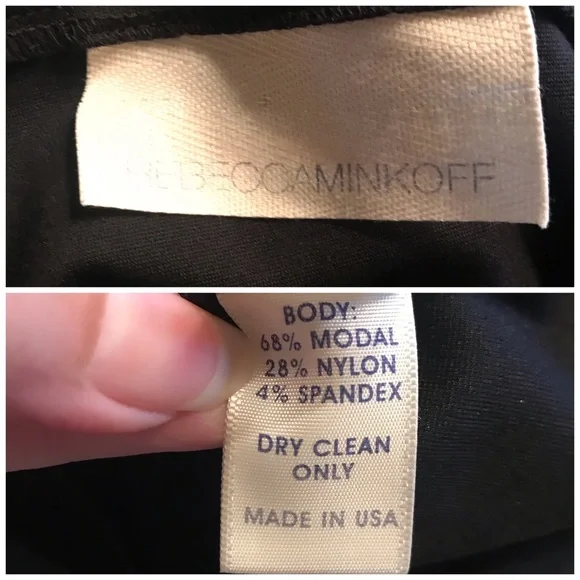 REBECCAMINKOFF
BODY:
68% MODAL
28% NYLON
4% SPANDEX
DRY CLEAN
ONLY
MADE IN USA